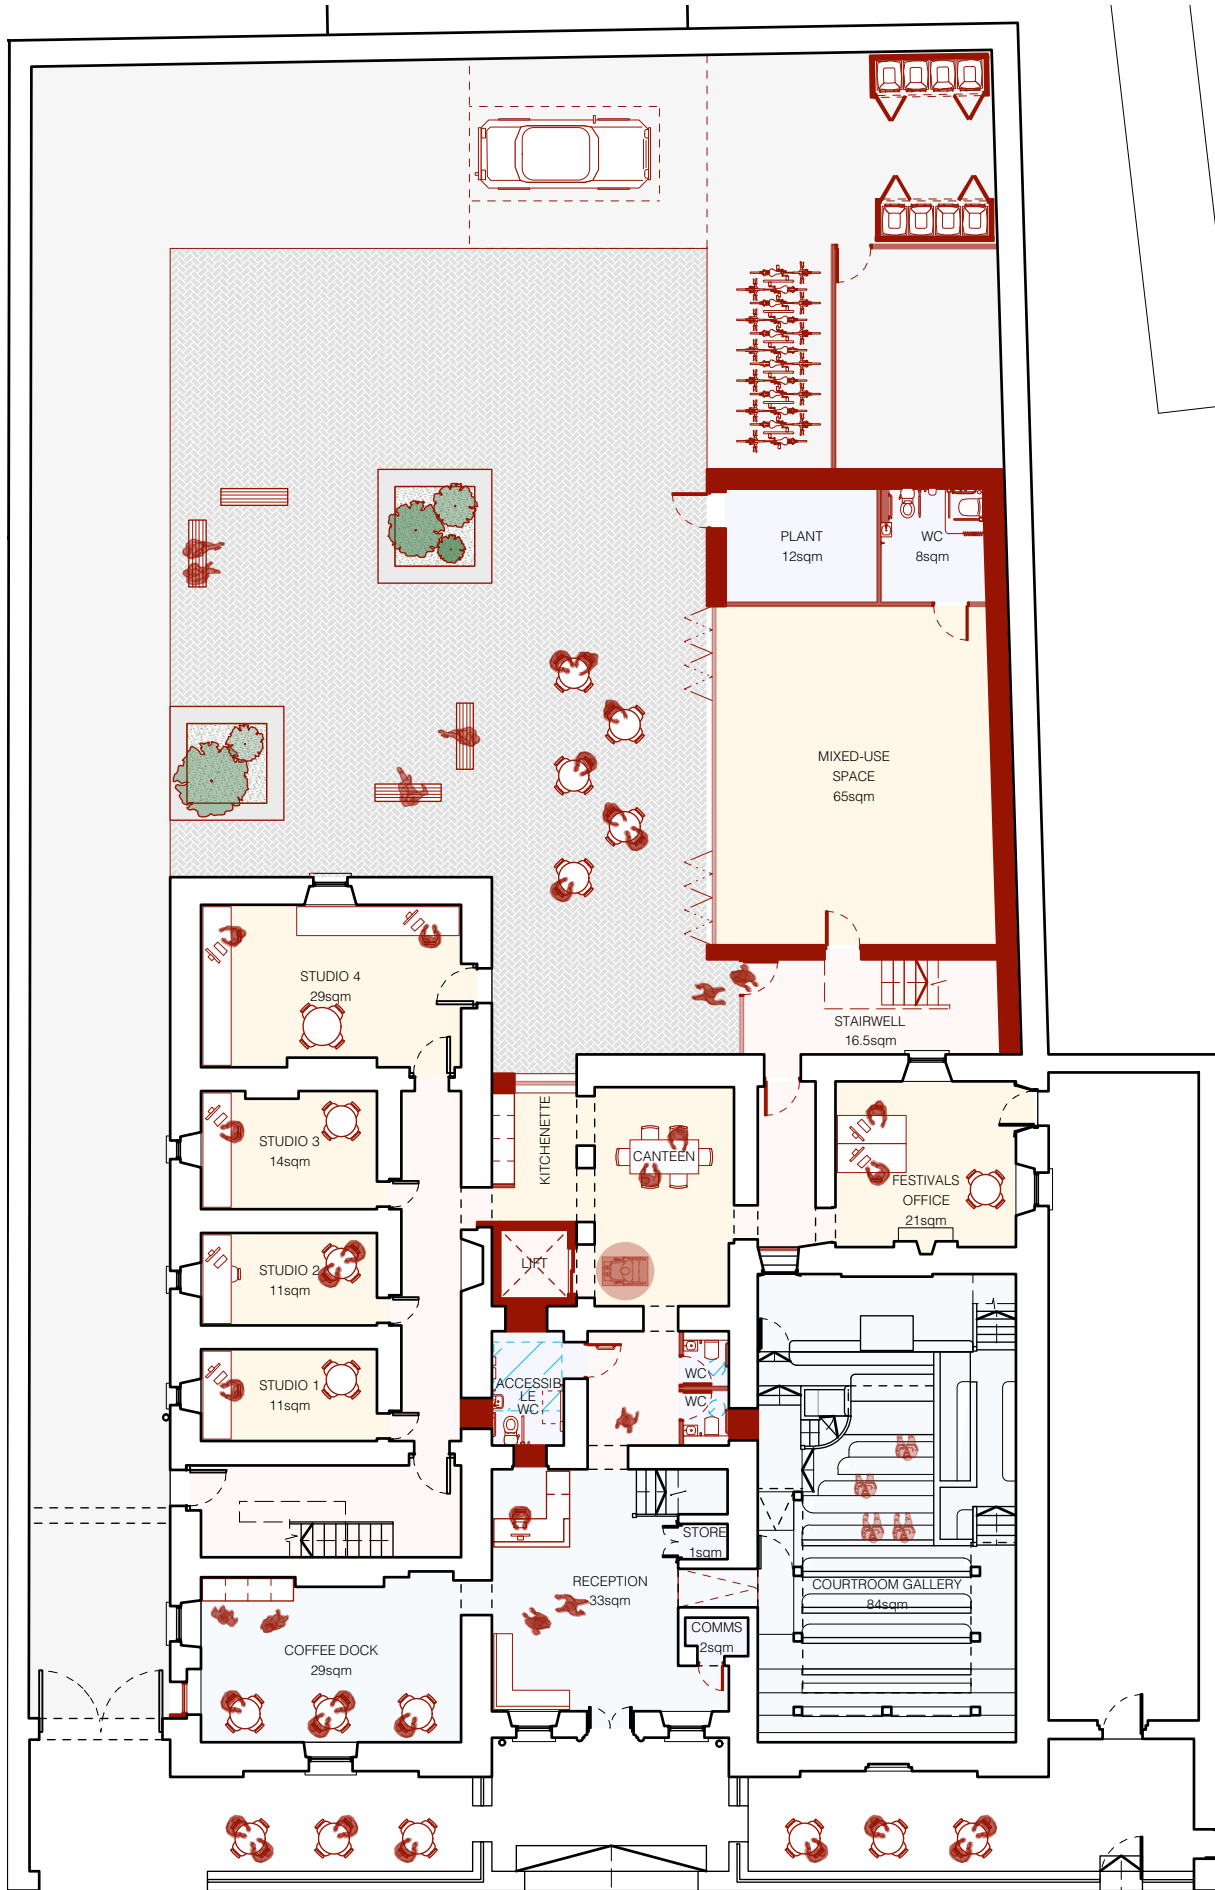 PLANT
12sqm
WC
8sqm
MIXED-USE
SPACE
65sqm
STUDIO 4
29sqm
STAIRWELL
16.5sqm
KITCHENETTE
STUDIO 3
14sqm
CANTEEN
FESTIVALS
OFFICE
21sqm
LIFT
STUDIO 2
11sqm
STUDIO 1
11sqm
ACCESSIB
LE
WC
WC
WC
STORE
1sqm
RECEPTION
33sqm
COURTROOM GALLERY
84sqm
COMMS
2sqm
COFFEE DOCK
29sqm